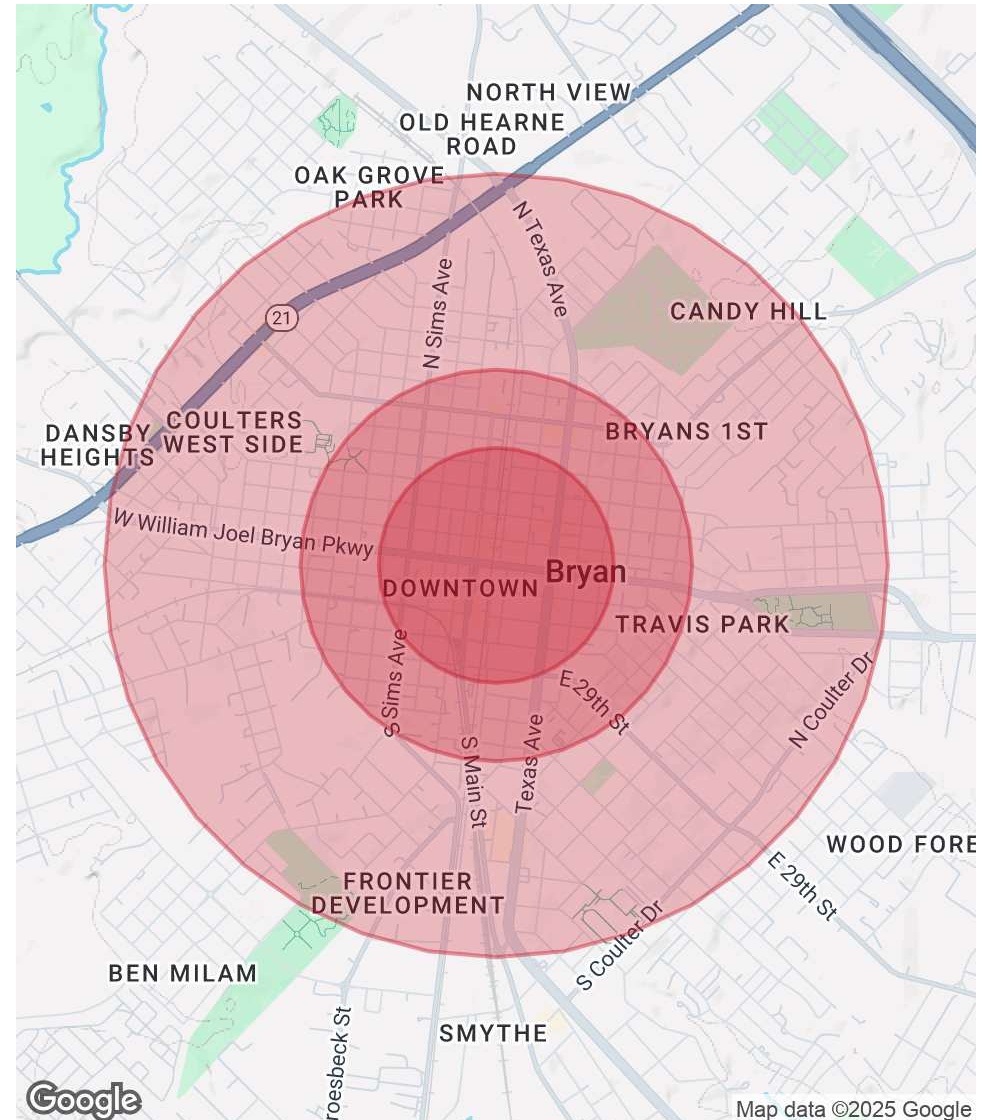 NORTH VIEW
OLD HEARNE
ROAD
OAK GROVE
PARK
N Texas Ave
N Sims Ave
CANDY HILL
21
COULTERS
WEST SIDE
DANSBY
HEIGHTS
BRYANS 1ST
W William Joel Bryan Pkwy
Bryan
DOWNTOWN
TRAVIS PARK
S Sims Ave
E 29th St
N Coulter Dr
S Main St
Texas Ave
WOOD FORE
E 29th St
FRONTIER
DEVELOPMENT
S Coulter Dr
BEN MILAM
SMYTHE
roesbeck St
Google
Map data ©2025 Google